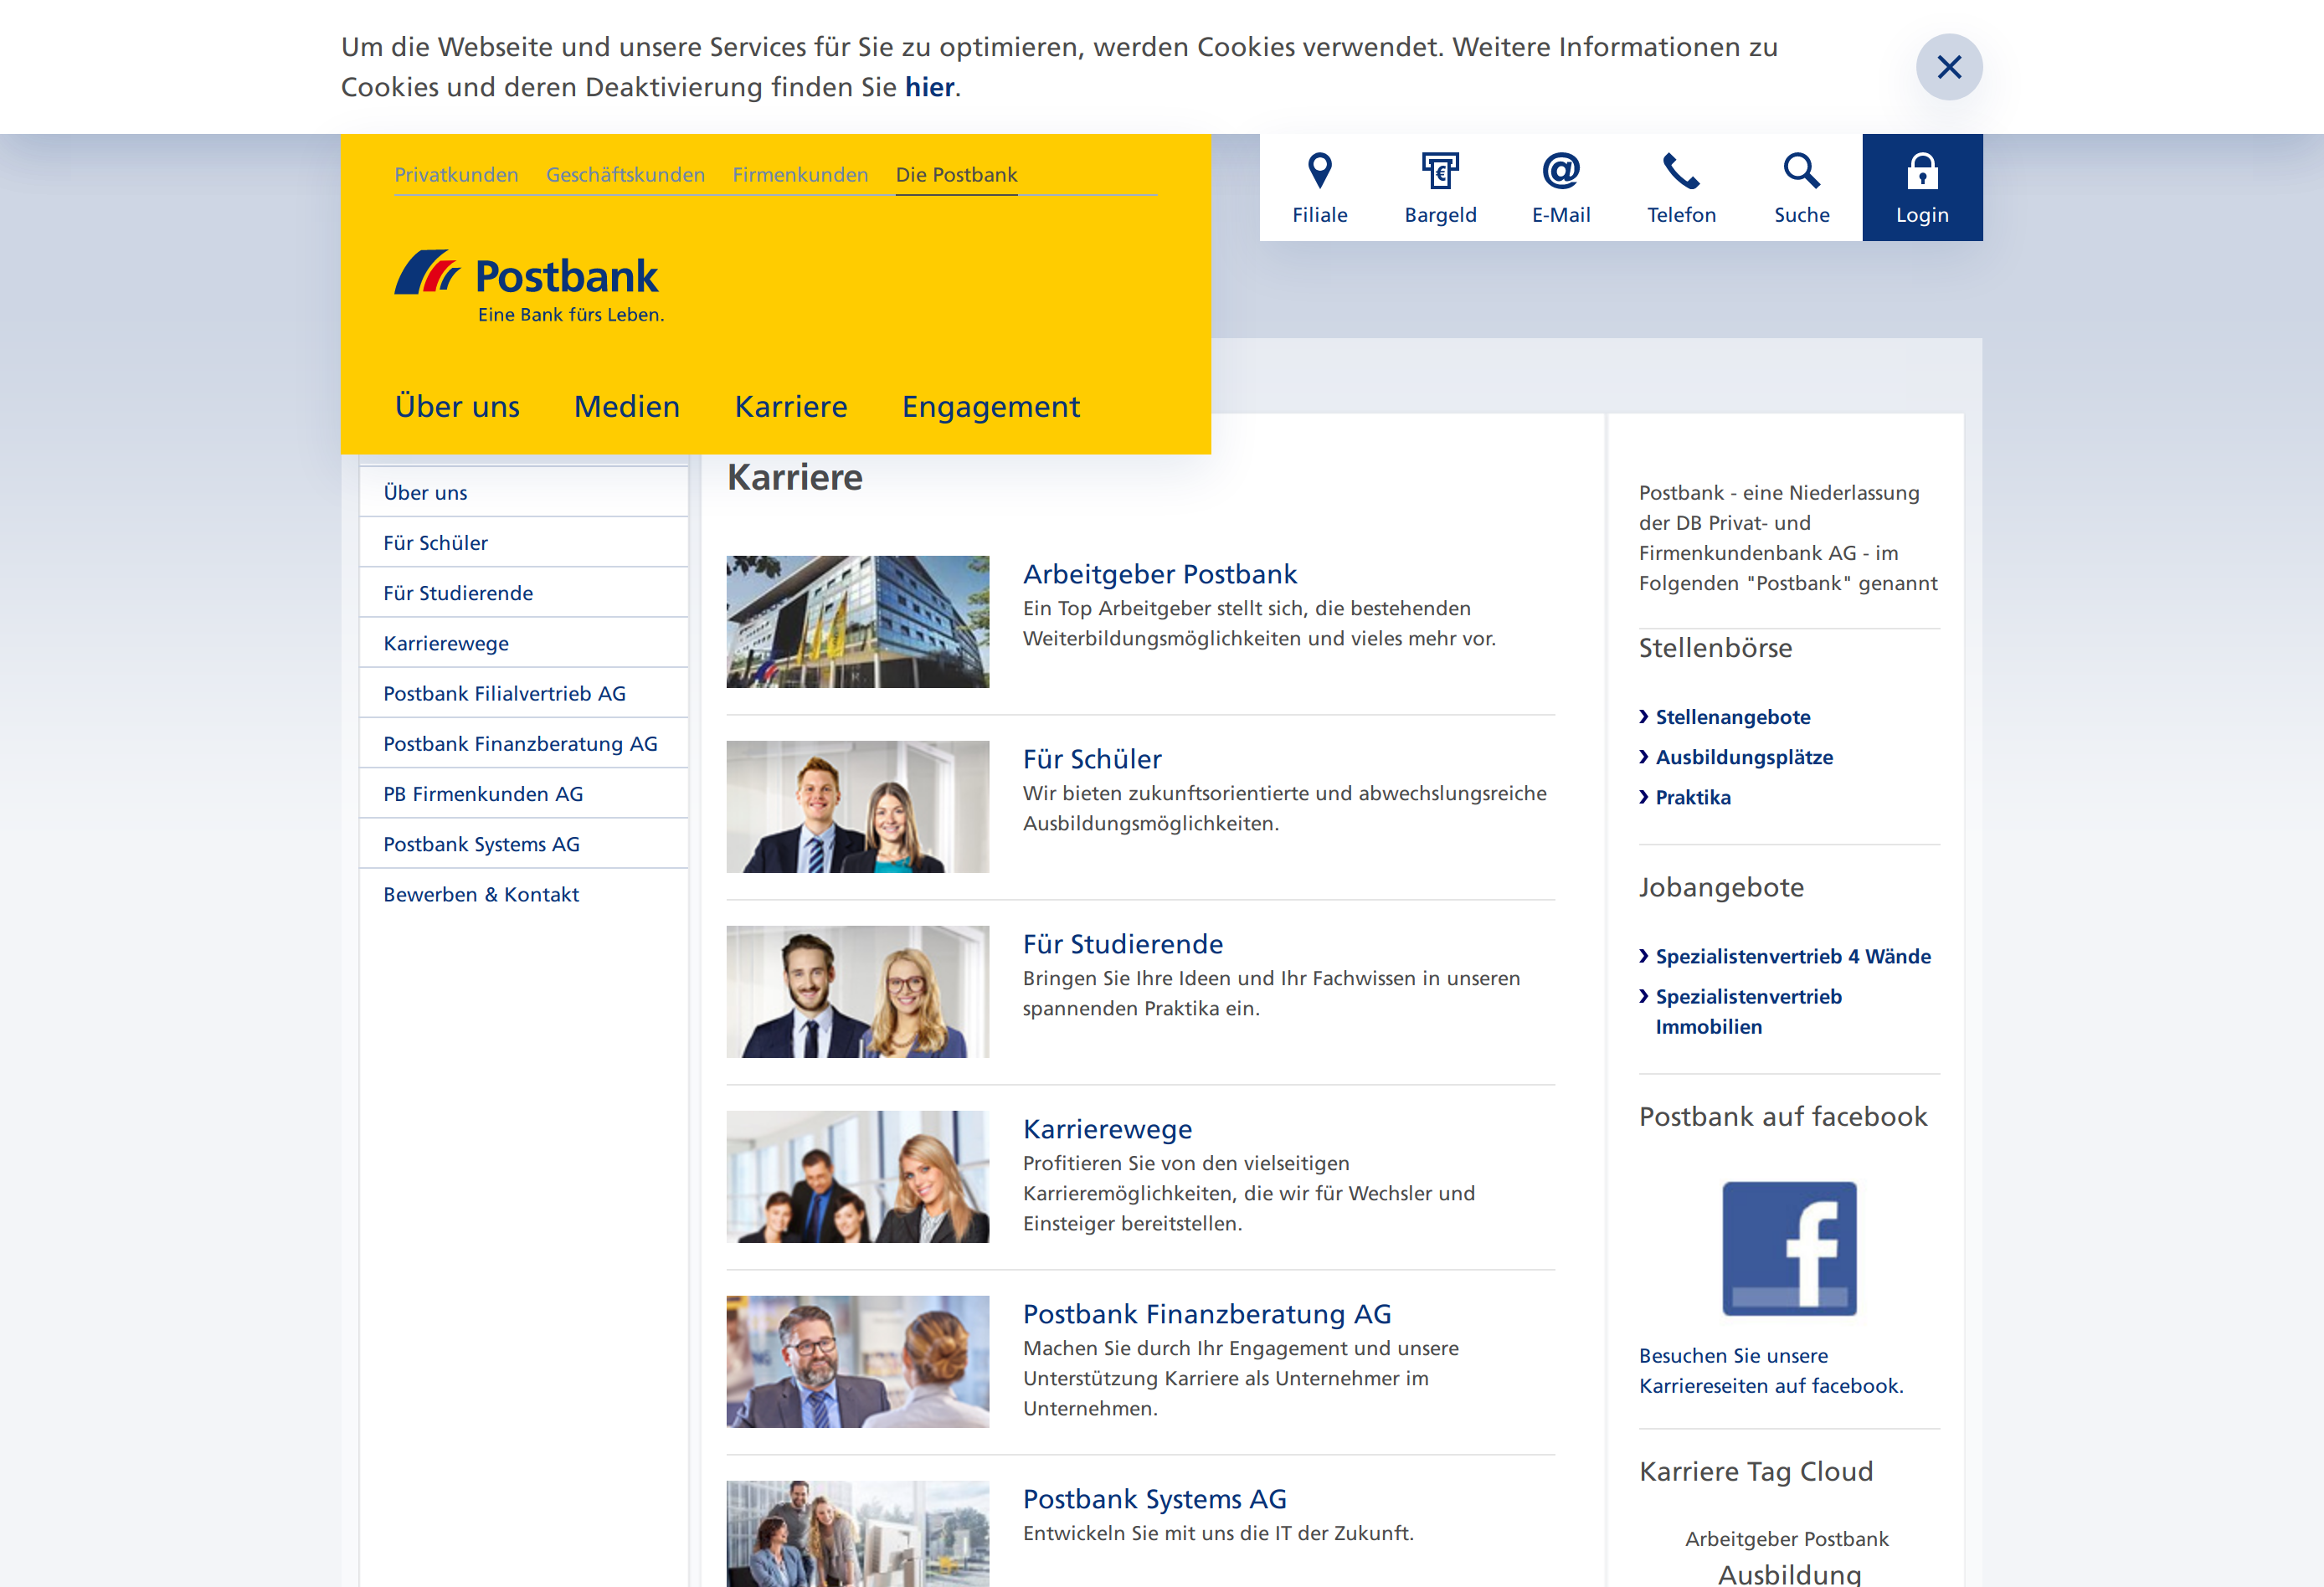 Um die Webseite und unsere Services für Sie zu optimieren, werden Cookies verwendet. Weitere Informationen zu
Cookies und deren Deaktivierung finden Sie hier.
Privatkunden Geschäftskunden Firmenkunden Die Postbank
Filiale Bargeld E-Mail Telefon Suche Login
Postbank
Eine Bank fürs Leben.
Über uns Medien Karriere Engagement
Über uns
Für Schüler
Für Studierende
Karrierewege
Postbank Filialvertrieb AG
Postbank Finanzberatung AG
PB Firmenkunden AG
Postbank Systems AG
Bewerben & Kontakt
Karriere
Arbeitgeber Postbank
Ein Top Arbeitgeber stellt sich, die bestehenden
Weiterbildungsmöglichkeiten und vieles mehr vor.
Für Schüler
Wir bieten zukunftsorientierte und abwechslungsreiche
Ausbildungsmöglichkeiten.
Für Studierende
Bringen Sie Ihre Ideen und Ihr Fachwissen in unseren
spannenden Praktika ein.
Karrierewege
Profitieren Sie von den vielseitigen
Karrieremöglichkeiten, die wir für Wechsler und
Einsteiger bereitstellen.
Postbank Finanzberatung AG
Machen Sie durch Ihr Engagement und unsere
Unterstützung Karriere als Unternehmer im
Unternehmen.
Postbank Systems AG
Entwickeln Sie mit uns die IT der Zukunft.
Postbank - eine Niederlassung
der DB Privat- und
Firmenkundenbank AG - im
Folgenden "Postbank" genannt
Stellenbörse
Stellenangebote
Ausbildungsplätze
Praktika
Jobangebote
Spezialistenvertrieb 4 Wände
Spezialistenvertrieb
Immobilien
Postbank auf facebook
f
Besuchen Sie unsere
Karriereseiten auf facebook.
Karriere Tag Cloud
Arbeitgeber Postbank
Ausbildung